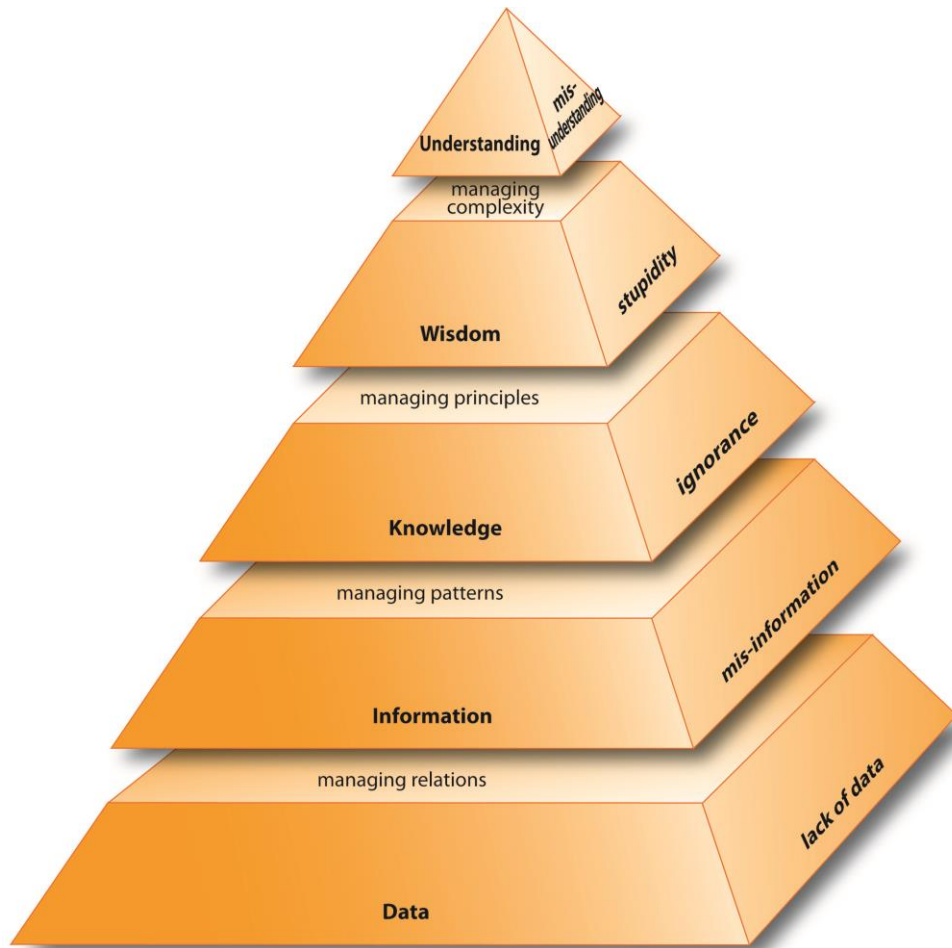 mis-
understanding
Understanding
managing
complexity
stupidity
Wisdom
managing principles
ignorance
Knowledge
managing patterns
mis-information
Information
managing relations
lack of data
Data